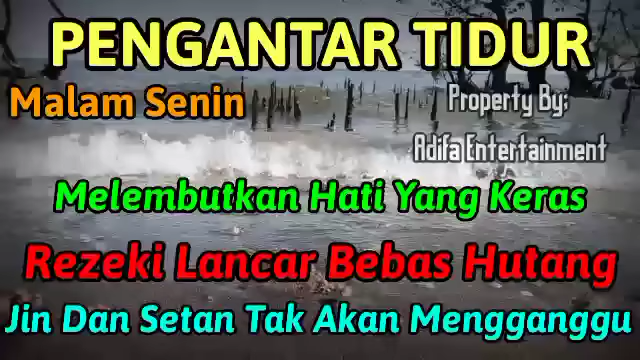 PENGANTAR TIDUR
Malam Senin
Property By:
Adifa Entertainment
Melembutkan Hati Yang Keras
Rezeki Lancar Bebas Hutang
Jin Dan Setan Tak Akan Mengganggu